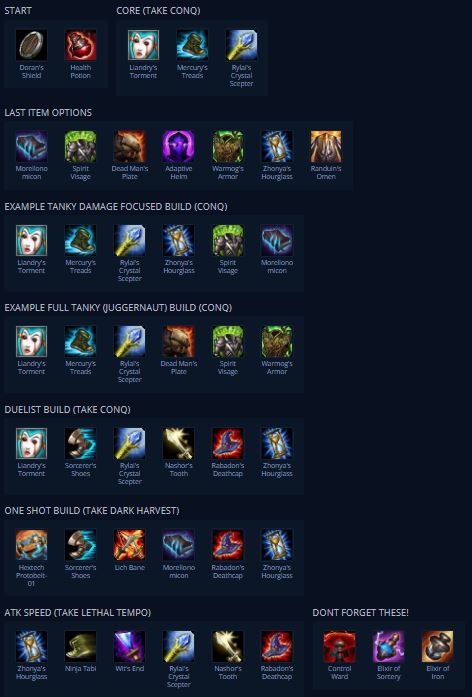 START
CORE (TAKE CONQ)
Doran's
Shield
Health
Potion
Liandry's
Torment
Mercury's
Treads
Rylai's
Crystal
Scepter
LAST ITEM OPTIONS
Morellono
micon
Spirit
Visage
Dead Man's
Plate
Adaptive
Helm
Warmog's
Armor
Zhonya's
Hourglass
Randuin's
Omen
EXAMPLE TANKY DAMAGE FOCUSED BUILD (CONQ)
Liandry's
Torment
Mercury's
Treads
Rylai's
Crystal
Scepter
Zhonya's
Hourglass
Spirit
Visage
Morellono
micon
EXAMPLE FULL TANKY (JUGGERNAUT) BUILD (CONQ)
Liandry's
Torment
Mercury's
Treads
Rylai's
Crystal
Scepter
Dead Man's
Plate
Spirit
Visage
Warmog's
Armor
DUELIST BUILD (TAKE CONQ)
Liandry's
Torment
Sorcerer's
Shoes
Rylai's
Crystal
Scepter
Nashor's
Tooth
Rabadon's
Deathcap
Zhonya's
Hourglass
ONE SHOT BUILD (TAKE DARK HARVEST)
Hextech
Protobelt-
01
Sorcerer's
Shoes
Lich Bane
Morellono
micon
Rabadon's
Deathcap
Zhonya's
Hourglass
ATK SPEED (TAKE LETHAL TEMPO)
DONT FORGET THESE!
Zhonya's
Hourglass
Ninja Tabi
Wit's End
Rylai's
Crystal
Scepter
Nashor's
Tooth
Rabadon's
Deathcap
Control
Ward
Elixir of
Sorcery
Elixir of
Iron